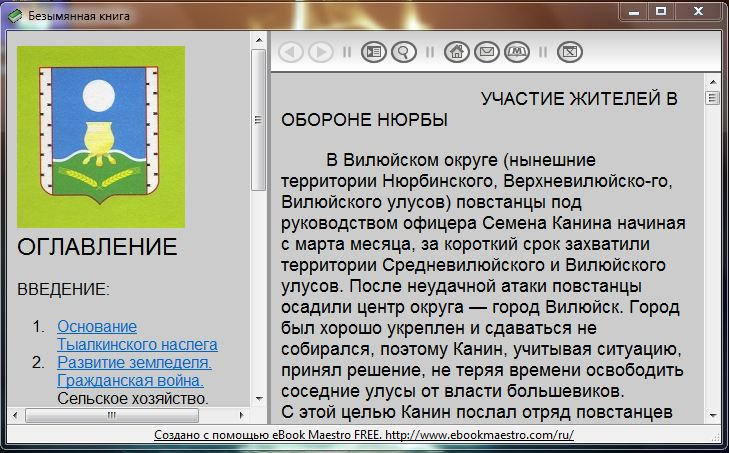 Безымянная книга
ОГЛАВЛЕНИЕ
ВВЕДЕНИЕ:
1. Основание
Тыалкинского наслега
2. Развитие земледеля.
Гражданская война.
Сельское хозяйство.
УЧАСТИЕ ЖИТЕЛЕЙ В
ОБОРОНЕ НЮРБЫ
В Вилюйском округе (нынешние
территории Нюрбинского, Верхневилюйско-го,
Вилюйского улусов) повстанцы под
руководством офицера Семена Канина начиная
с марта месяца, за короткий срок захватили
территории Средневилюйского и Вилюйского
улусов. После неудачной атаки повстанцы
осадили центр округа — город Вилюйск. Город
был хорошо укреплен и сдаваться не
собирался, поэтому Канин, учитывая ситуацию,
принял решение, не теряя времени освободить
соседние улусы от власти большевиков.
С этой целью Канин послал отряд повстанцев
Создано с помощью eBook Maestro FREE. http://www.ebookmaestro.com/ru/